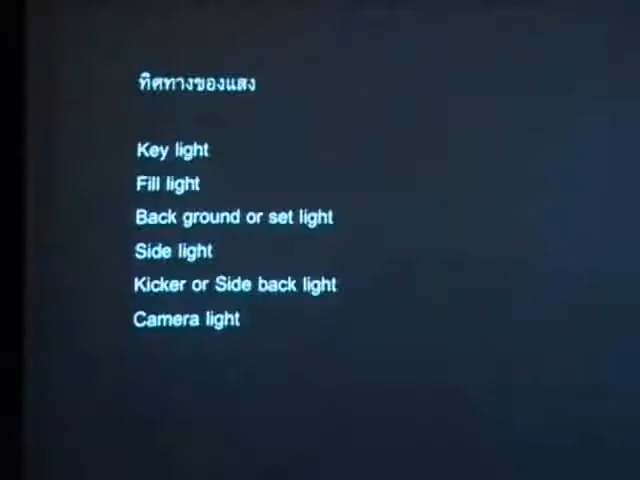 ทิศทางของแสง
Key light
Fill light
Back ground or set light
Side light
Kicker or Side back light
Camera light